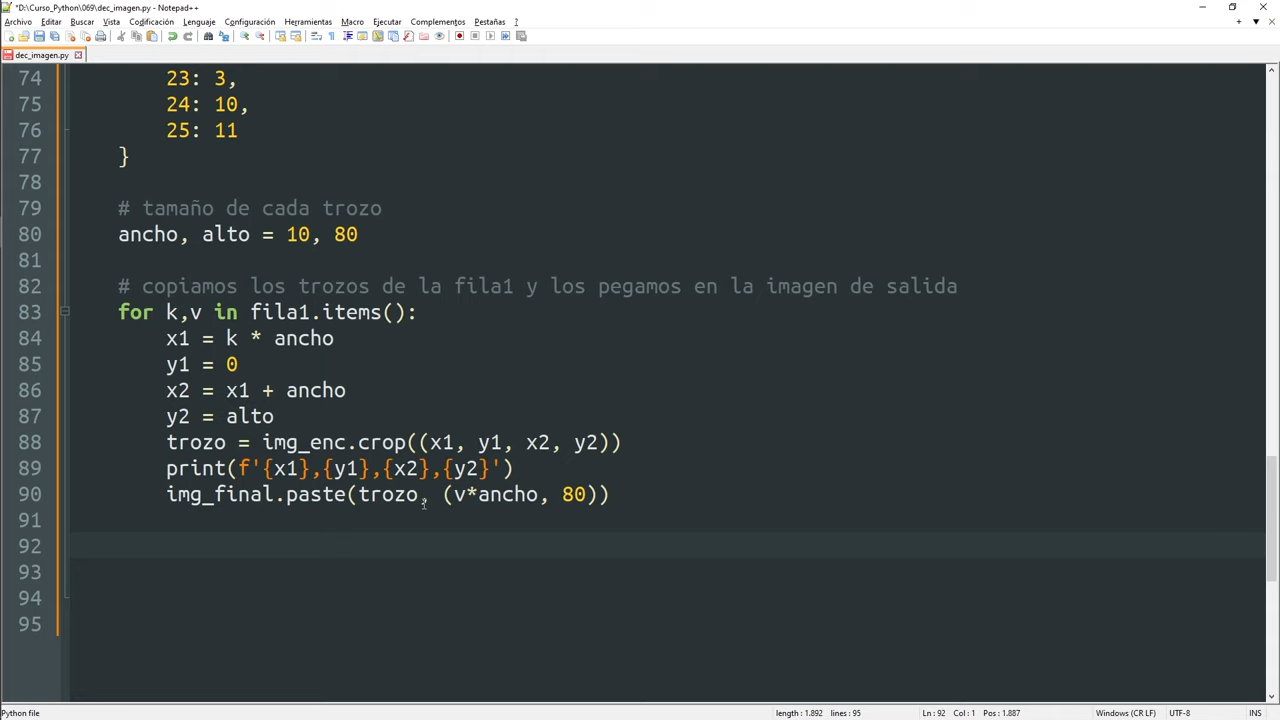 *D:\Curso_Python\069\dec_imagen.py - Notepad++
Archivo Editar Buscar Vista Codificación Lenguaje Configuración Herramientas Macro Ejecutar Complementos Pestañas ?
dec_imagen.py
74 23: 3,
75 24: 10,
76 25: 11
77 }
78
79 # tamaño de cada trozo
80 ancho, alto = 10, 80
81
82 # copiamos los trozos de la fila1 y los pegamos en la imagen de salida
83 for k,v in fila1.items():
84 x1 = k * ancho
85 y1 = 0
86 x2 = x1 + ancho
87 y2 = alto
88 trozo = img_enc.crop((x1, y1, x2, y2))
89 print(f'{x1},{y1},{x2},{y2}')
90 img_final.paste(trozo, (v*ancho, 80))
91
92
93
94
95
Python file length : 1.892 lines : 95 Ln : 92 Col : 1 Pos : 1.887 Windows (CR LF) UTF-8 INS